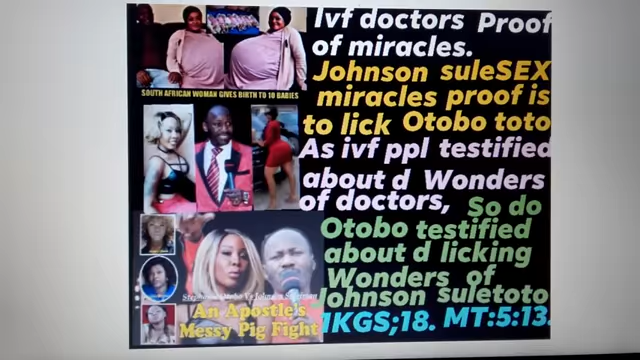 SOUTH AFRICAN WOMAN GIVES BIRTH TO 10 BABIES
An Apostle's
Messy Pig Fight
Ivf doctors Proof
of miracles.
Johnson suleSEX
miracles proof is
to lick Otobo toto
As ivf ppl testified
about d Wonders
of doctors, So do
Otobo testified
about d licking
Wonders of
Johnson suletoto
1KGS;18. MT:5:13.